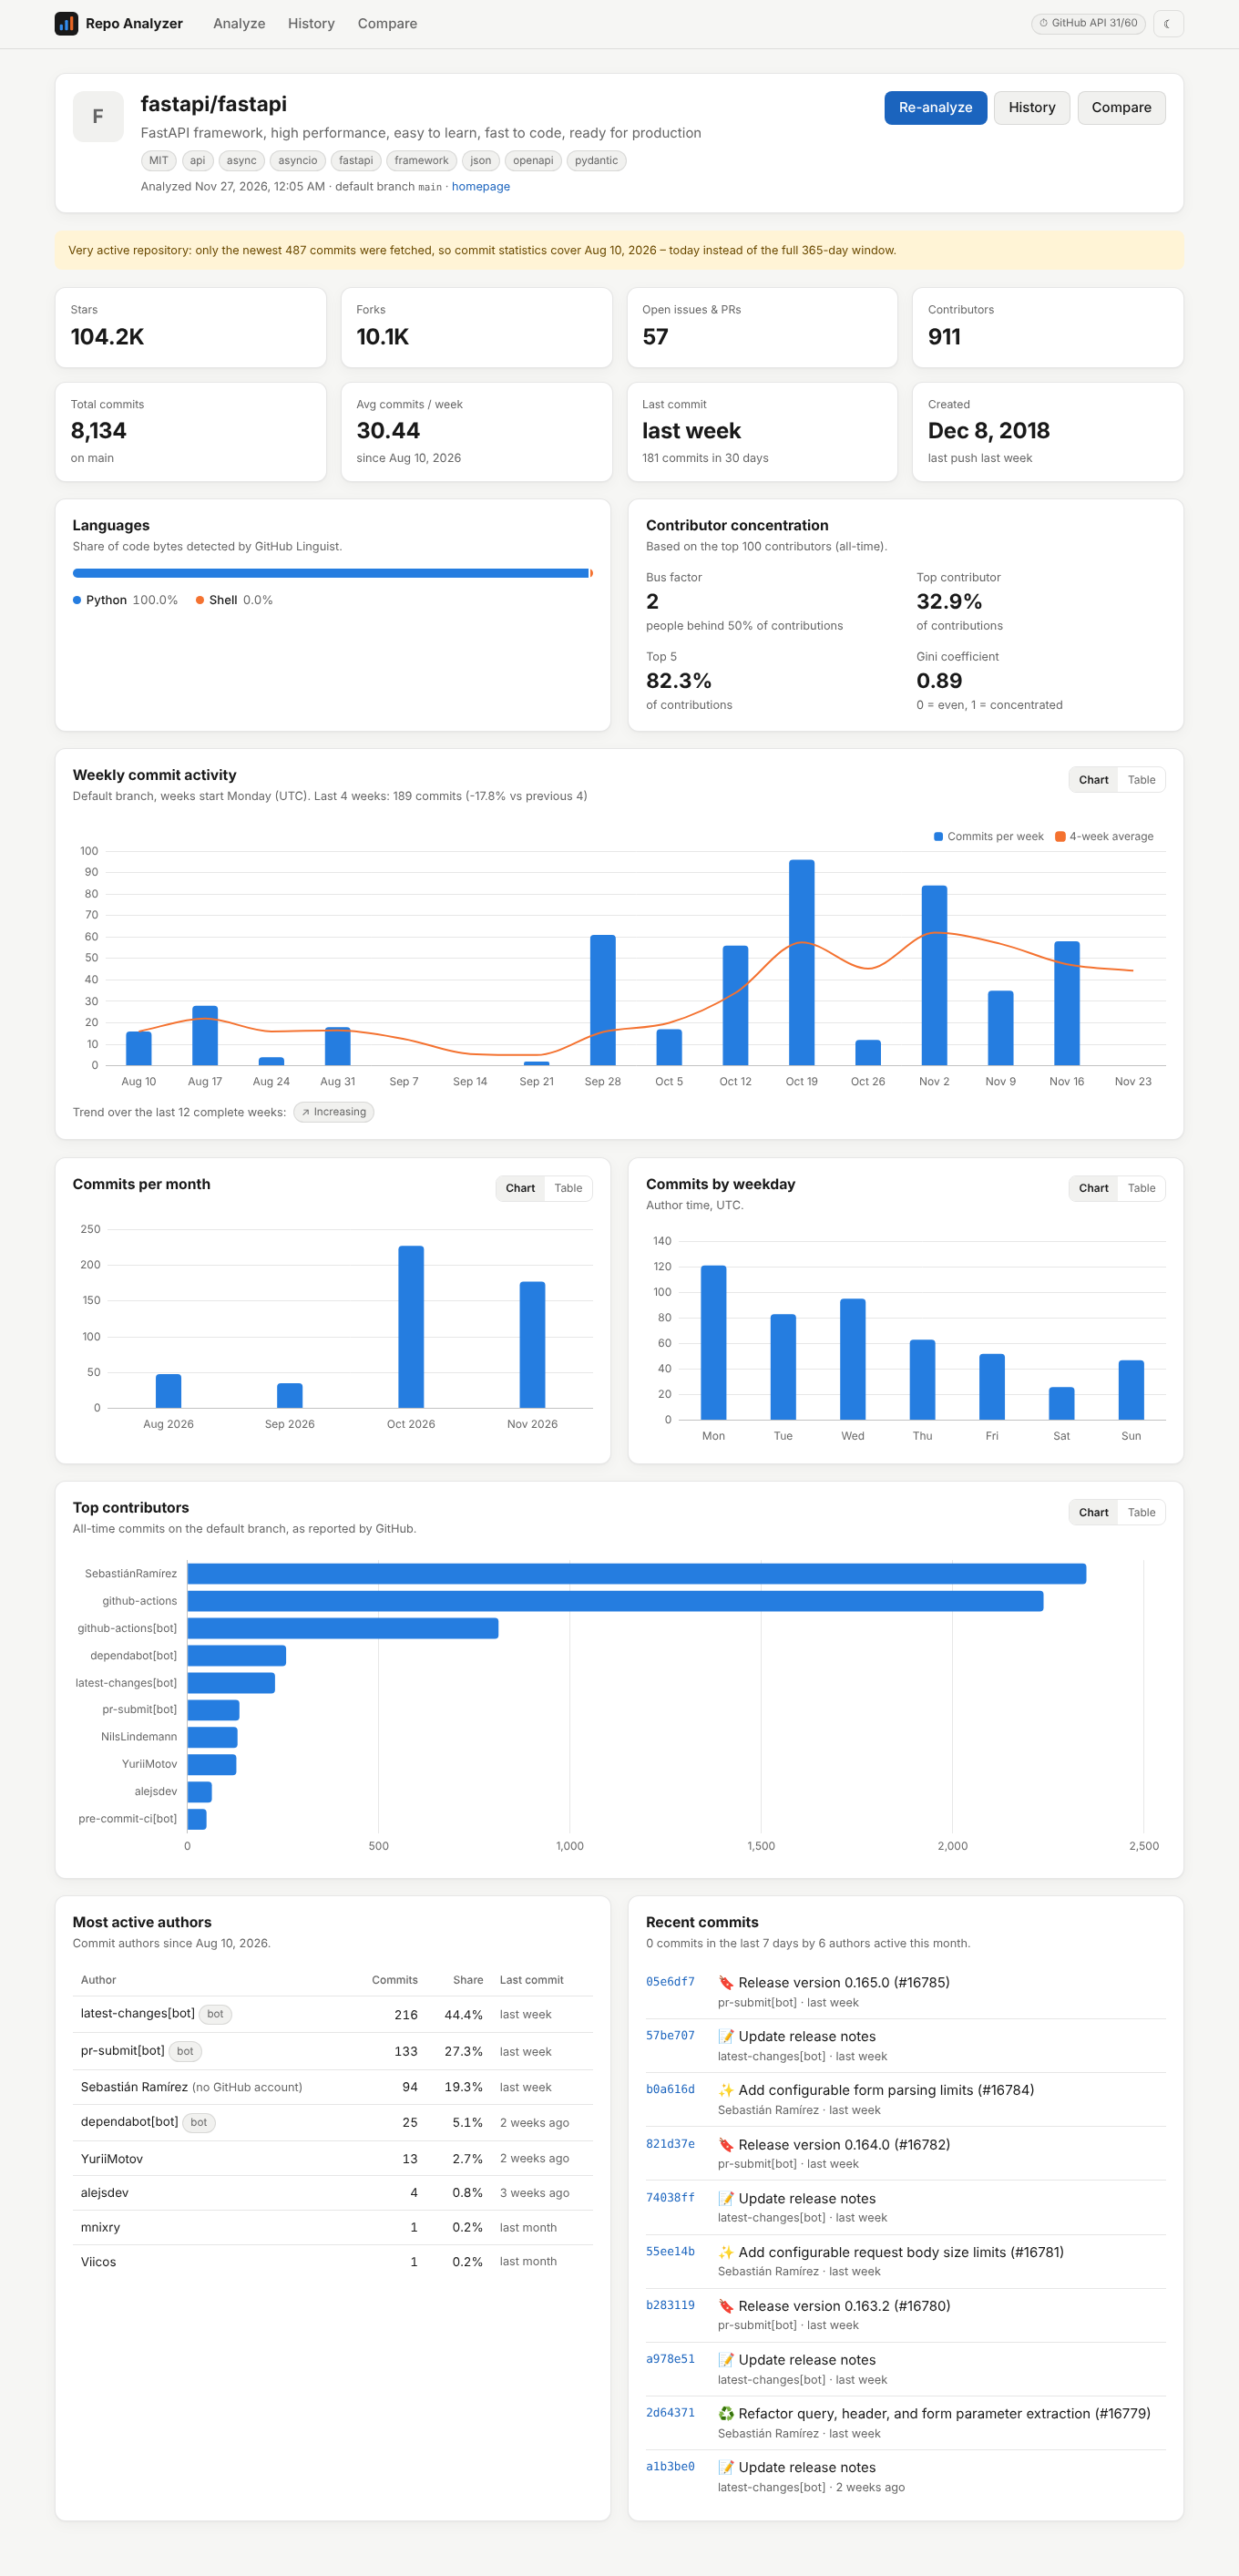 Repo Analyzer Analyze History Compare GitHub API 31/60
F
fastapi/fastapi
Re-analyze History Compare
FastAPI framework, high performance, easy to learn, fast to code, ready for production
MIT api async asyncio fastapi framework json openapi pydantic
Analyzed Nov 27, 2026, 12:05 AM · default branch main · homepage
Very active repository: only the newest 487 commits were fetched, so commit statistics cover Aug 10, 2026 – today instead of the full 365-day window.
Stars
104.2K
Forks
10.1K
Open issues & PRs
57
Contributors
911
Total commits
8,134
on main
Avg commits / week
30.44
since Aug 10, 2026
Last commit
last week
181 commits in 30 days
Created
Dec 8, 2018
last push last week
Languages
Share of code bytes detected by GitHub Linguist.
Python 100.0% Shell 0.0%
Contributor concentration
Based on the top 100 contributors (all-time).
Bus factor
2
people behind 50% of contributions
Top contributor
32.9%
of contributions
Top 5
82.3%
of contributions
Gini coefficient
0.89
0 = even, 1 = concentrated
Weekly commit activity
Chart Table
Default branch, weeks start Monday (UTC). Last 4 weeks: 189 commits (-17.8% vs previous 4)
Commits per week 4-week average
100
90
80
70
60
50
40
30
20
10
0
Aug 10 Aug 17 Aug 24 Aug 31 Sep 7 Sep 14 Sep 21 Sep 28 Oct 5 Oct 12 Oct 19 Oct 26 Nov 2 Nov 9 Nov 16 Nov 23
Trend over the last 12 complete weeks: ↗ Increasing
Commits per month
Chart Table
250
200
150
100
50
0
Aug 2026 Sep 2026 Oct 2026 Nov 2026
Commits by weekday
Chart Table
Author time, UTC.
140
120
100
80
60
40
20
0
Mon Tue Wed Thu Fri Sat Sun
Top contributors
Chart Table
All-time commits on the default branch, as reported by GitHub.
SebastiánRamírez
github-actions
github-actions[bot]
dependabot[bot]
latest-changes[bot]
pr-submit[bot]
NilsLindemann
YuriiMotov
alejsdev
pre-commit-ci[bot]
0 500 1,000 1,500 2,000 2,500
Most active authors
Commit authors since Aug 10, 2026.
Author Commits Share Last commit
latest-changes[bot] bot 216 44.4% last week
pr-submit[bot] bot 133 27.3% last week
Sebastián Ramírez (no GitHub account) 94 19.3% last week
dependabot[bot] bot 25 5.1% 2 weeks ago
YuriiMotov 13 2.7% 2 weeks ago
alejsdev 4 0.8% 3 weeks ago
mnixry 1 0.2% last month
Viicos 1 0.2% last month
Recent commits
0 commits in the last 7 days by 6 authors active this month.
05e6df7 🔖 Release version 0.165.0 (#16785)
pr-submit[bot] · last week
57be707 📝 Update release notes
latest-changes[bot] · last week
b0a616d ✨ Add configurable form parsing limits (#16784)
Sebastián Ramírez · last week
821d37e 🔖 Release version 0.164.0 (#16782)
pr-submit[bot] · last week
74038ff 📝 Update release notes
latest-changes[bot] · last week
55ee14b ✨ Add configurable request body size limits (#16781)
Sebastián Ramírez · last week
b283119 🔖 Release version 0.163.2 (#16780)
pr-submit[bot] · last week
a978e51 📝 Update release notes
latest-changes[bot] · last week
2d64371 ♻️ Refactor query, header, and form parameter extraction (#16779)
Sebastián Ramírez · last week
a1b3be0 📝 Update release notes
latest-changes[bot] · 2 weeks ago